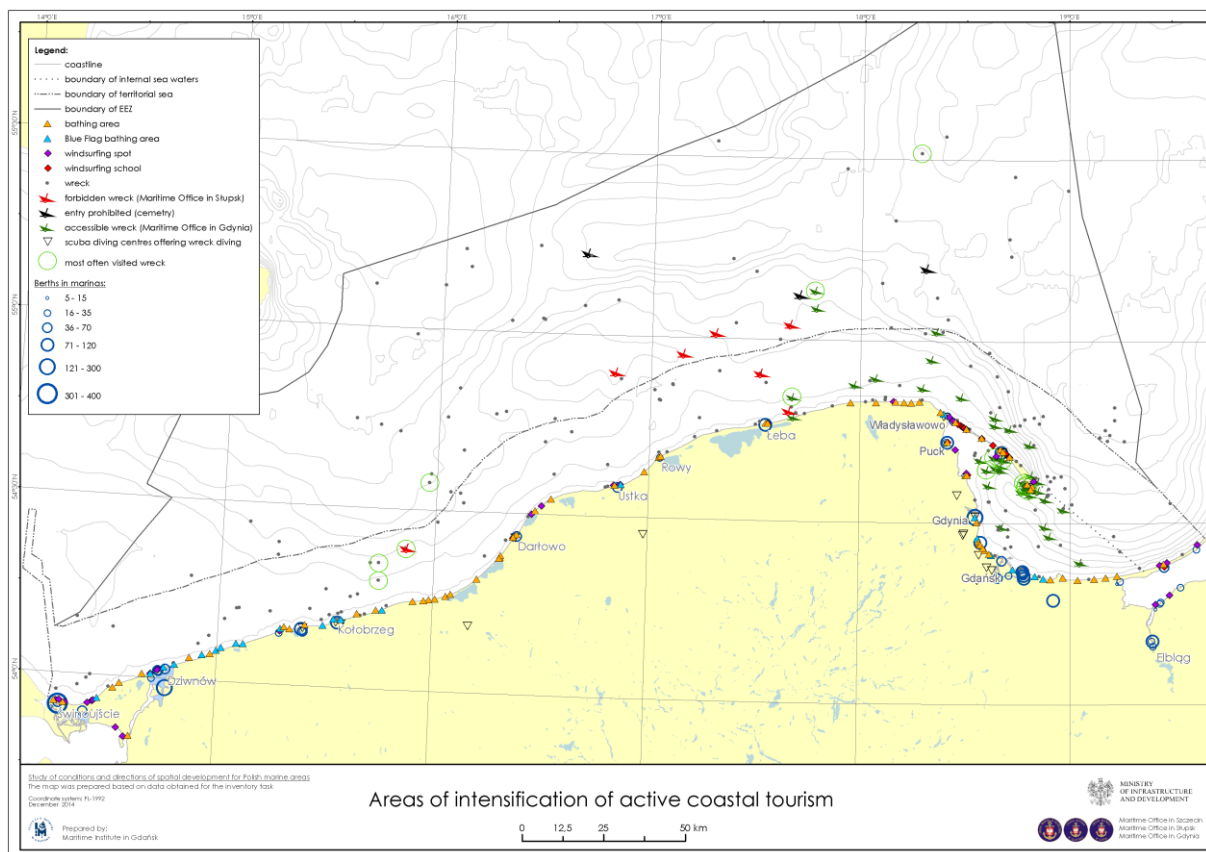 14°0'E
15°0'E
16°0'E
17°0'E
18°0'E
19°0'E
Legend:
coastline
boundary of internal sea waters
boundary of territorial sea
boundary of EEZ
bathing area
Blue Flag bathing area
windsurfing spot
windsurfing school
wreck
forbidden wreck (Maritime Office in Słupsk)
entry prohibited (cemetry)
accessible wreck (Maritime Office in Gdynia)
scuba diving centres offering wreck diving
most often visited wreck
Berths in marinas:
5 - 15
16 - 35
36 - 70
71 - 120
121 - 300
301 - 400
Łeba
Władysławowo
Puck
Rowy
Ustka
Gdynia
Darłowo
Gdańsk
Kołobrzeg
Elbląg
Dziwnów
Świnoujście
Study of conditions and directions of spatial development for Polish marine areas
The map was prepared based on data obtained for the inventory task
Coordinate system: PL-1992
December 2014
Prepared by:
Maritime Institute in Gdańsk
Areas of intensification of active coastal tourism
0 12,5 25 50 km
MINISTRY
OF INFRASTRUCTURE
AND DEVELOPMENT
Maritime Office in Szczecin
Maritime Office in Słupsk
Maritime Office in Gdynia